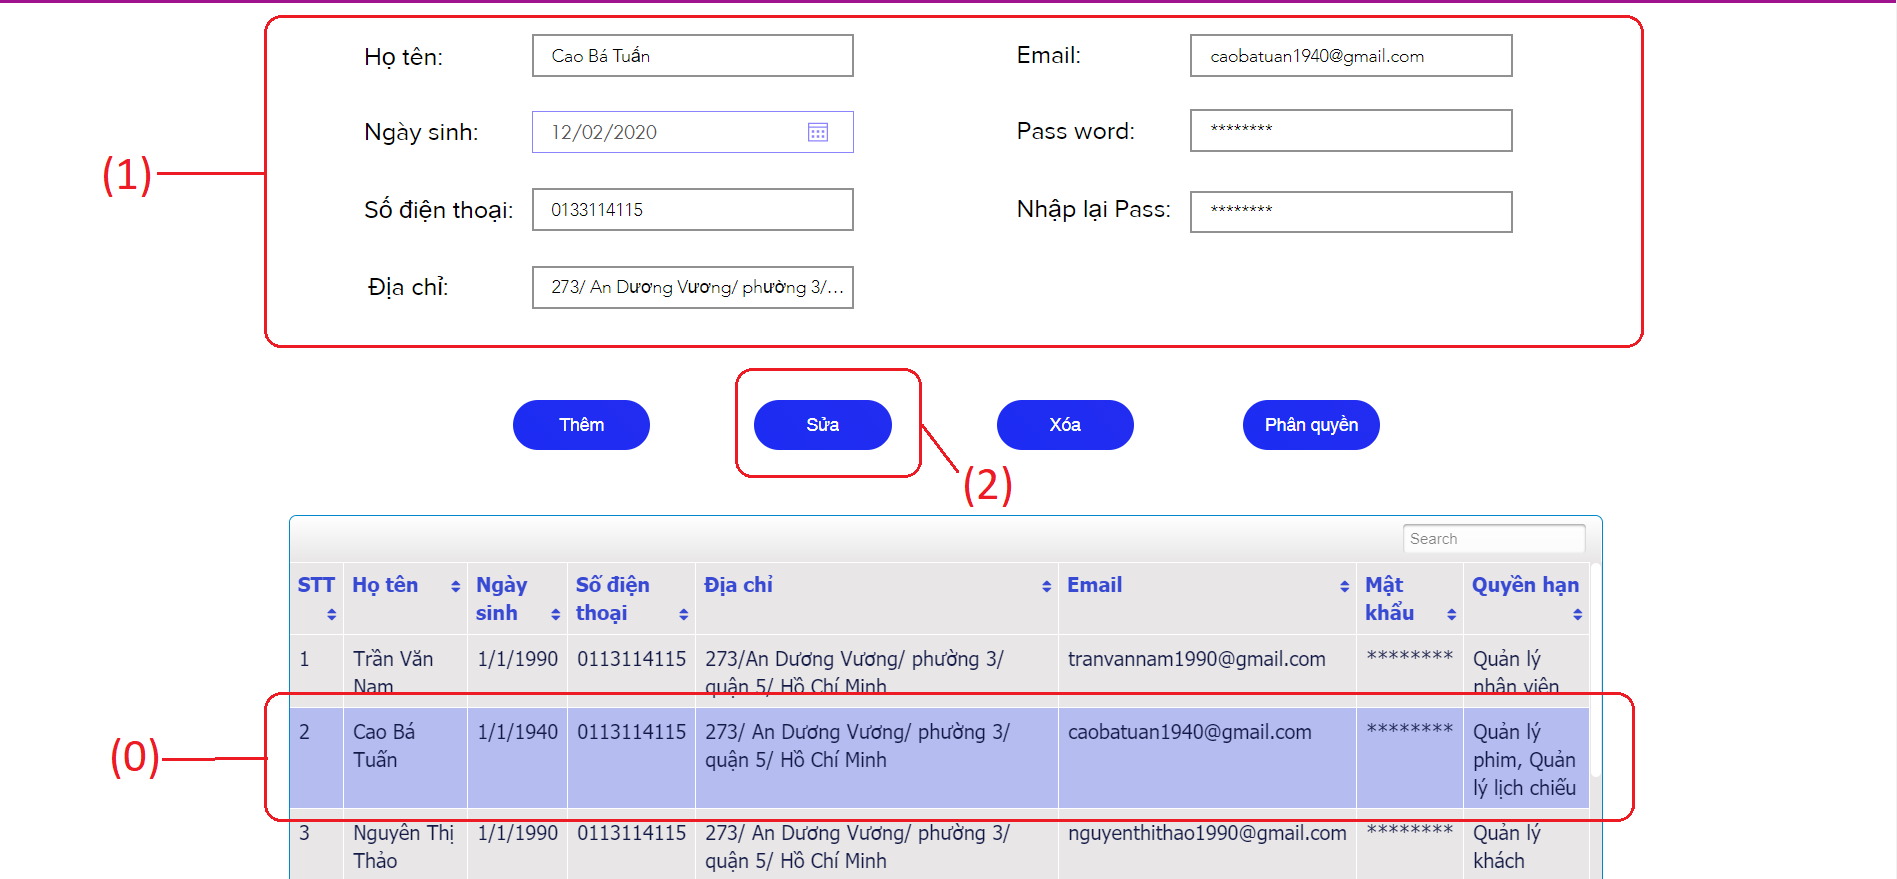 Họ tên: Cao Bá Tuấn Email: caobatuan1940@gmail.com
Ngày sinh: 12/02/2020 Pass word: ********
(1)
Số điện thoại: 0133114115 Nhập lại Pass: ********
Địa chỉ: 273/ An Dương Vương/ phường 3/...
Thêm Sửa Xóa Phân quyền
(2)
Search
STT Họ tên Ngày sinh Số điện thoại Địa chỉ Email Mật khẩu Quyền hạn
1 Trần Văn Nam 1/1/1990 0113114115 273/An Dương Vương/ phường 3/ quận 5/ Hồ Chí Minh tranvannam1990@gmail.com ******** Quản lý nhân viên
(0)
2 Cao Bá Tuấn 1/1/1940 0113114115 273/ An Dương Vương/ phường 3/ quận 5/ Hồ Chí Minh caobatuan1940@gmail.com ******** Quản lý phim, Quản lý lịch chiếu
3 Nguyên Thị Thảo 1/1/1990 0113114115 273/ An Dương Vương/ phường 3/ quận 5/ Hồ Chí Minh nguyenthithao1990@gmail.com ******** Quản lý khách